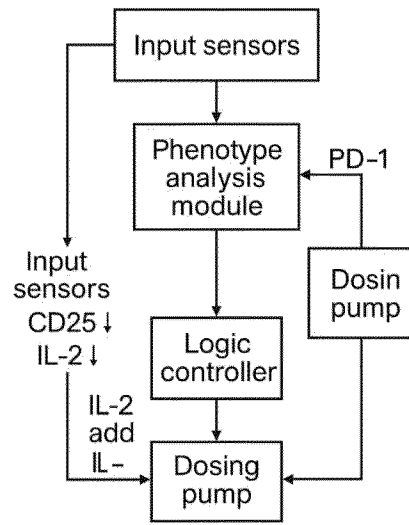 Input sensors
Phenotype
analysis
module
PD-1
Input
sensors
CD25 ↓
IL-2 ↓
Dosin
pump
Logic
controller
IL-2
add
IL-
Dosing
pump